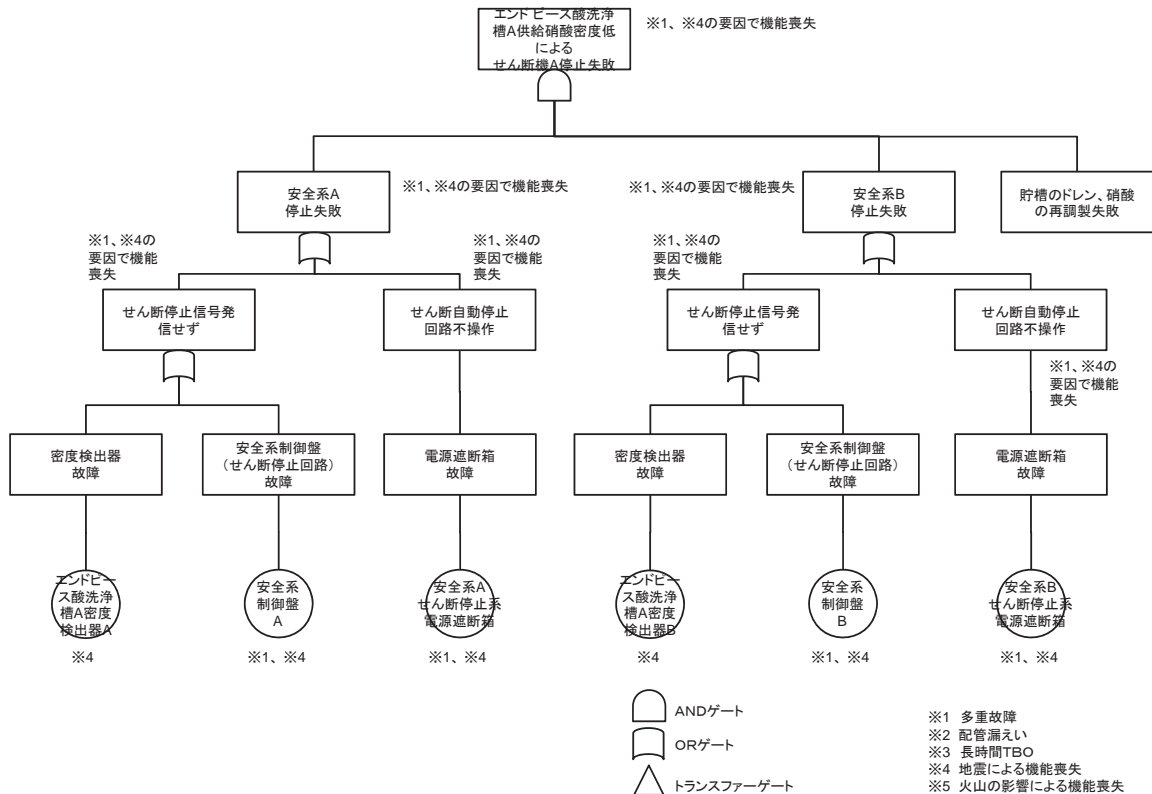 エンドピース酸洗浄
槽A供給硝酸密度低
による
せん断機A停止失敗
※1、※4の要因で機能喪失
安全系A
停止失敗
※1、※4の要因で機能喪失
※1、※4の要因で機能喪失
安全系B
停止失敗
貯槽のドレン、硝酸
の再調製失敗
※1、※4の
要因で機能
喪失
※1、※4の
要因で機能
喪失
※1、※4の
要因で機能
喪失
せん断停止信号発
信せず
せん断自動停止
回路不操作
せん断停止信号発
信せず
せん断自動停止
回路不操作
※1、※4の
要因で機能
喪失
密度検出器
故障
安全系制御盤
（せん断停止回路）
故障
電源遮断箱
故障
密度検出器
故障
安全系制御盤
（せん断停止回路）
故障
電源遮断箱
故障
エンドピー
ス酸洗浄
槽A密度
検出器A
安全系
制御盤
A
安全系A
せん断停止系
電源遮断箱
エンドピー
ス酸洗浄
槽A密度
検出器B
安全系
制御盤
B
安全系B
せん断停止系
電源遮断箱
※4
※1、※4
※1、※4
※4
※1、※4
※1、※4
ANDゲート
ORゲート
トランスファーゲート
※1 多重故障
※2 配管漏えい
※3 長時間TBO
※4 地震による機能喪失
※5 火山の影響による機能喪失